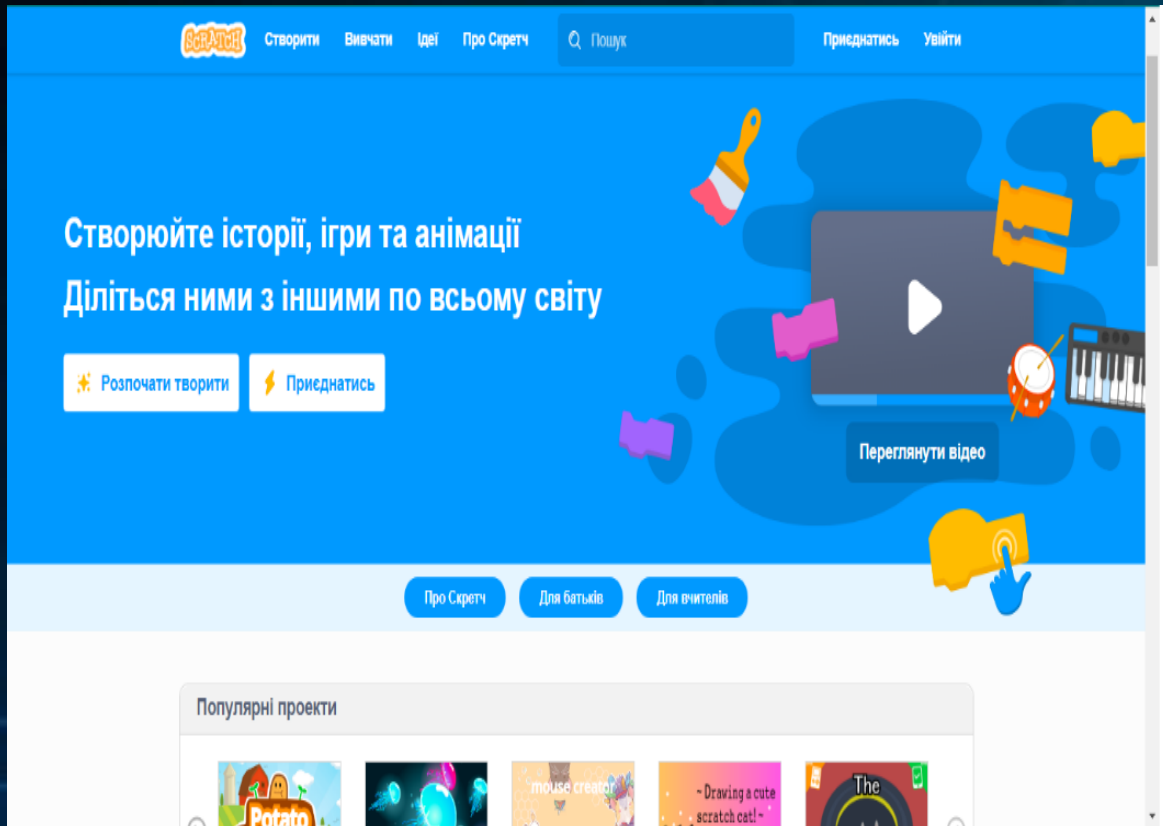 SCRATCH Створити Вивчати Ідеї Про Скретч Пошук Приєднатись Увійти
Створюйте історії, ігри та анімації
Діліться ними з іншими по всьому світу
Розпочати творити Приєднатись
Переглянути відео
Про Скретч Для батьків Для вчителів
Популярні проекти
Potato
mouse creator
~ Drawing a cute
scratch cat! ~
The